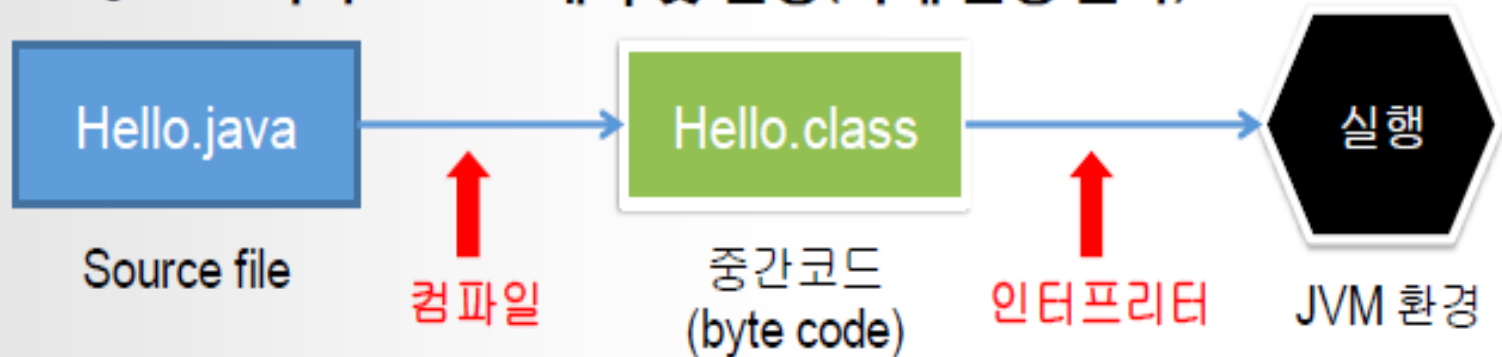 Hello.java
Hello.class
실행
Source file
컴파일
중간코드
(byte code)
인터프리터
JVM 환경